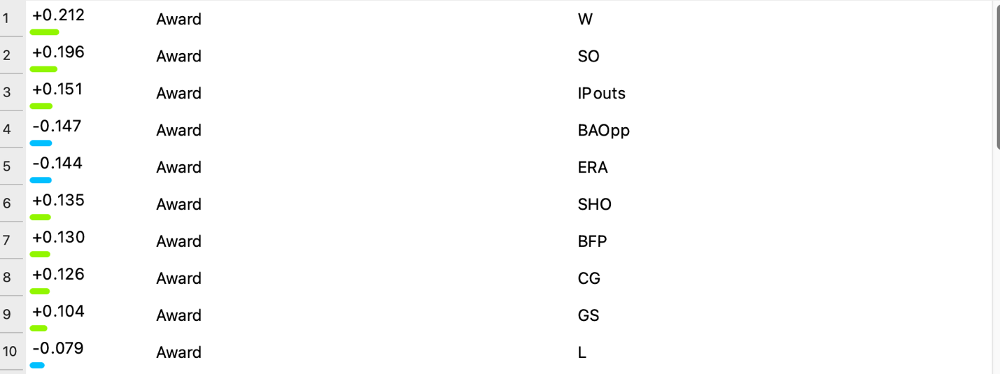 1 +0.212 Award W
2 +0.196 Award SO
3 +0.151 Award IPouts
4 -0.147 Award BAOpp
5 -0.144 Award ERA
6 +0.135 Award SHO
7 +0.130 Award BFP
8 +0.126 Award CG
9 +0.104 Award GS
10 -0.079 Award L